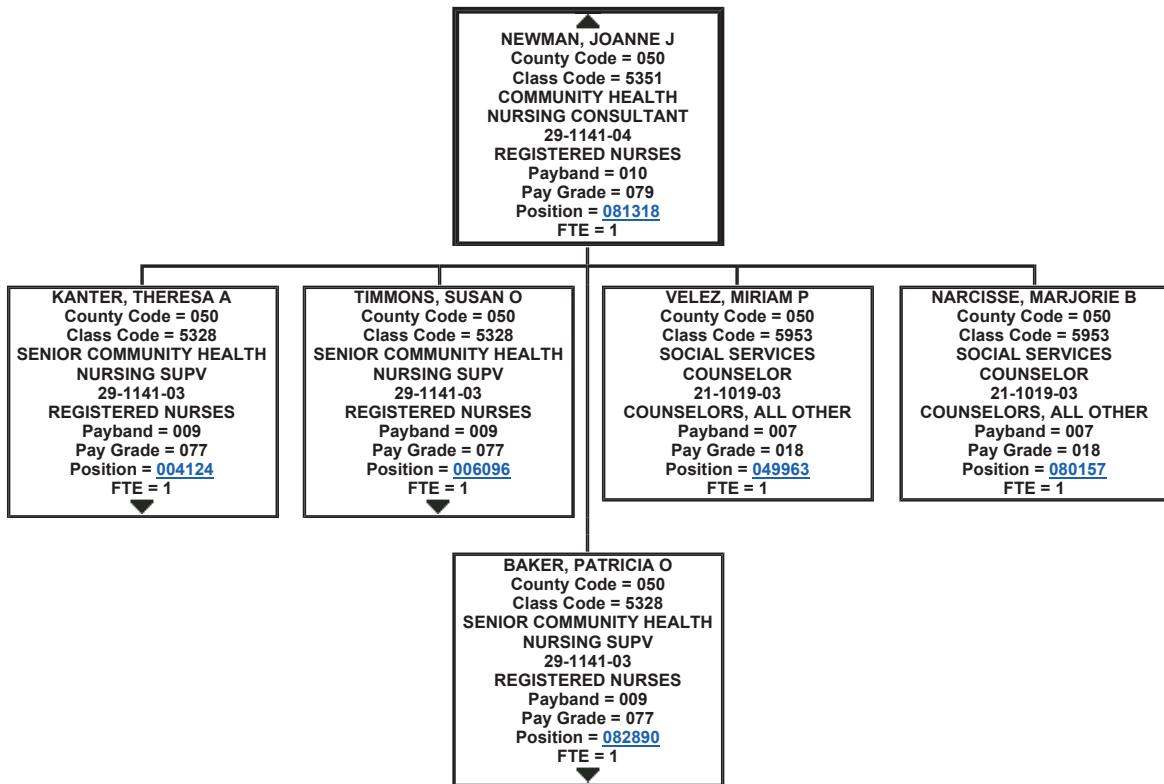 NEWMAN, JOANNE J
County Code = 050
Class Code = 5351
COMMUNITY HEALTH
NURSING CONSULTANT
29-1141-04
REGISTERED NURSES
Payband = 010
Pay Grade = 079
Position = 081318
FTE = 1
KANTER, THERESA A
County Code = 050
Class Code = 5328
SENIOR COMMUNITY HEALTH
NURSING SUPV
29-1141-03
REGISTERED NURSES
Payband = 009
Pay Grade = 077
Position = 004124
FTE = 1
TIMMONS, SUSAN O
County Code = 050
Class Code = 5328
SENIOR COMMUNITY HEALTH
NURSING SUPV
29-1141-03
REGISTERED NURSES
Payband = 009
Pay Grade = 077
Position = 006096
FTE = 1
VELEZ, MIRIAM P
County Code = 050
Class Code = 5953
SOCIAL SERVICES
COUNSELOR
21-1019-03
COUNSELORS, ALL OTHER
Payband = 007
Pay Grade = 018
Position = 049963
FTE = 1
NARCISSE, MARJORIE B
County Code = 050
Class Code = 5953
SOCIAL SERVICES
COUNSELOR
21-1019-03
COUNSELORS, ALL OTHER
Payband = 007
Pay Grade = 018
Position = 080157
FTE = 1
BAKER, PATRICIA O
County Code = 050
Class Code = 5328
SENIOR COMMUNITY HEALTH
NURSING SUPV
29-1141-03
REGISTERED NURSES
Payband = 009
Pay Grade = 077
Position = 082890
FTE = 1